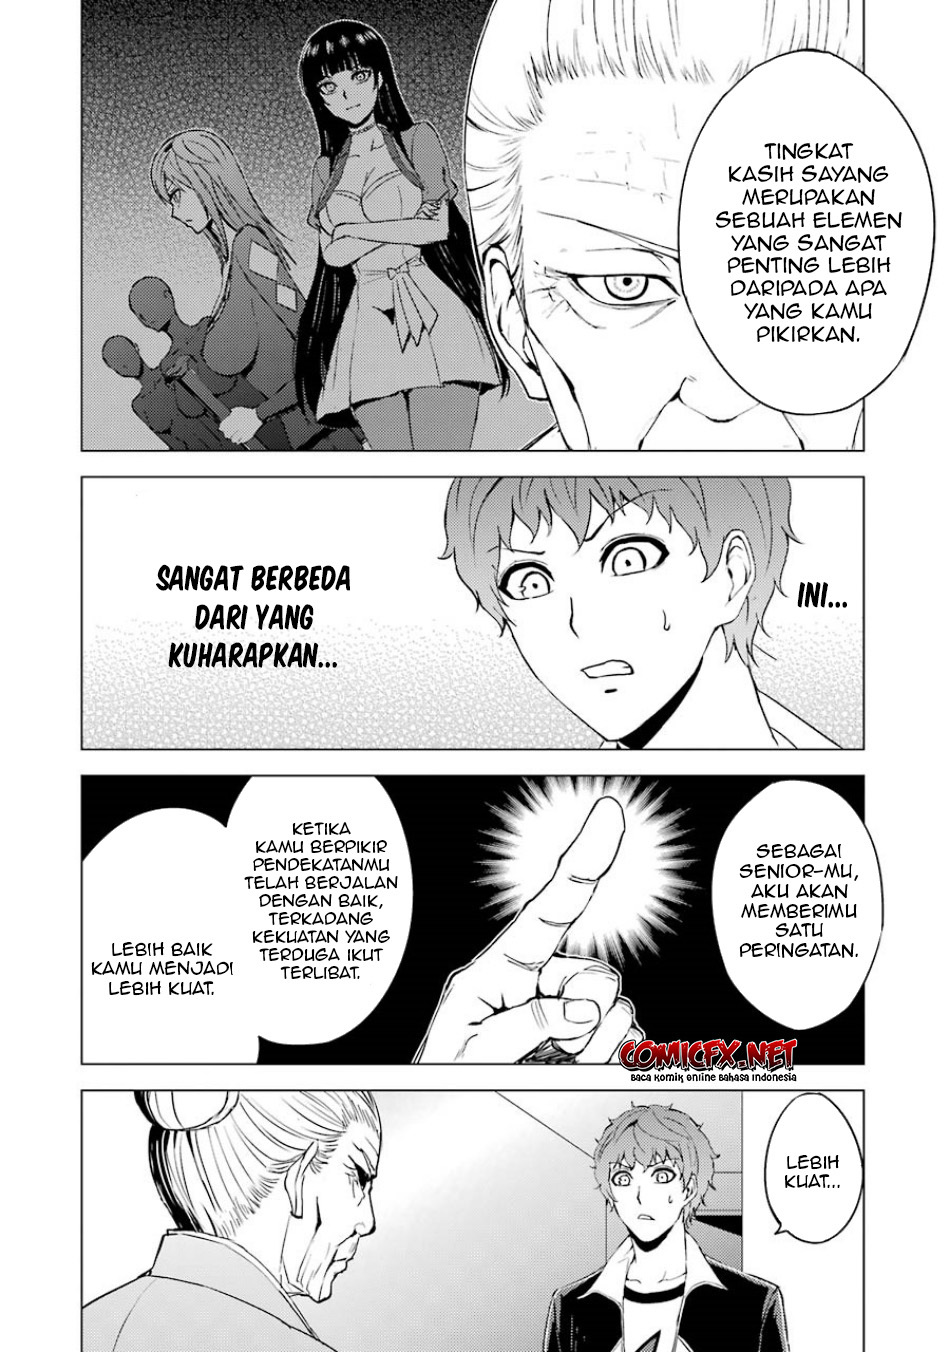 TINGKAT
KASIH SAYANG
MERUPAKAN
SEBUAH ELEMEN
YANG SANGAT
PENTING LEBIH
DARIPADA APA
YANG KAMU
PIKIRKAN.
INI...
SANGAT BERBEDA
DARI YANG
KUHARAPKAN...
SEBAGAI
SENIOR-MU,
AKU AKAN
MEMBERIMU
SATU
PERINGATAN.
KETIKA
KAMU BERPIKIR
PENDEKATANMU
TELAH BERJALAN
DENGAN BAIK,
TERKADANG
KEKUATAN YANG
TERDUGA IKUT
TERLIBAT.
LEBIH BAIK
KAMU MENJADI
LEBIH KUAT.
COMICFX.NET
BACA KOMIK ONLINE BAHASA INDONESIA
LEBIH
KUAT...